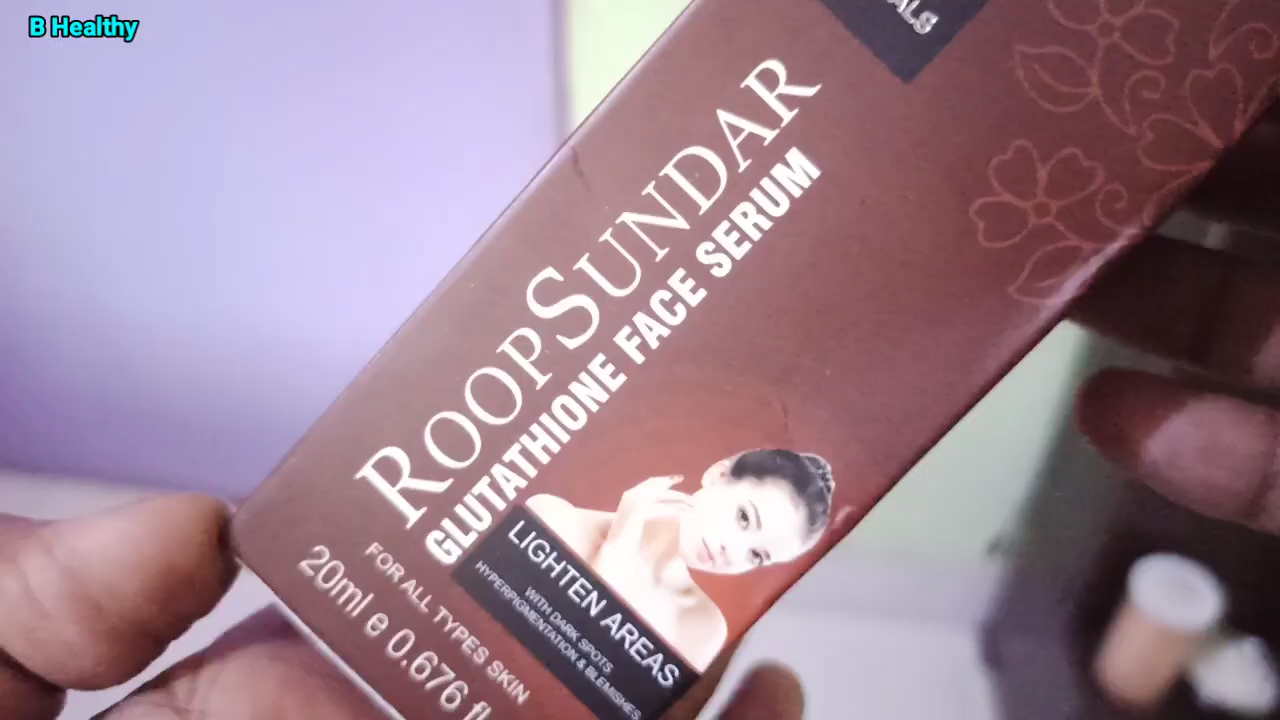 B Healthy
ALS
ROOPSUNDAR
GLUTATHIONE FACE SERUM
LIGHTEN AREAS
WITH DARK SPOTS
HYPERPIGMENTATION & BLEMISHES
FOR ALL TYPES SKIN
20ml e 0.676 fl